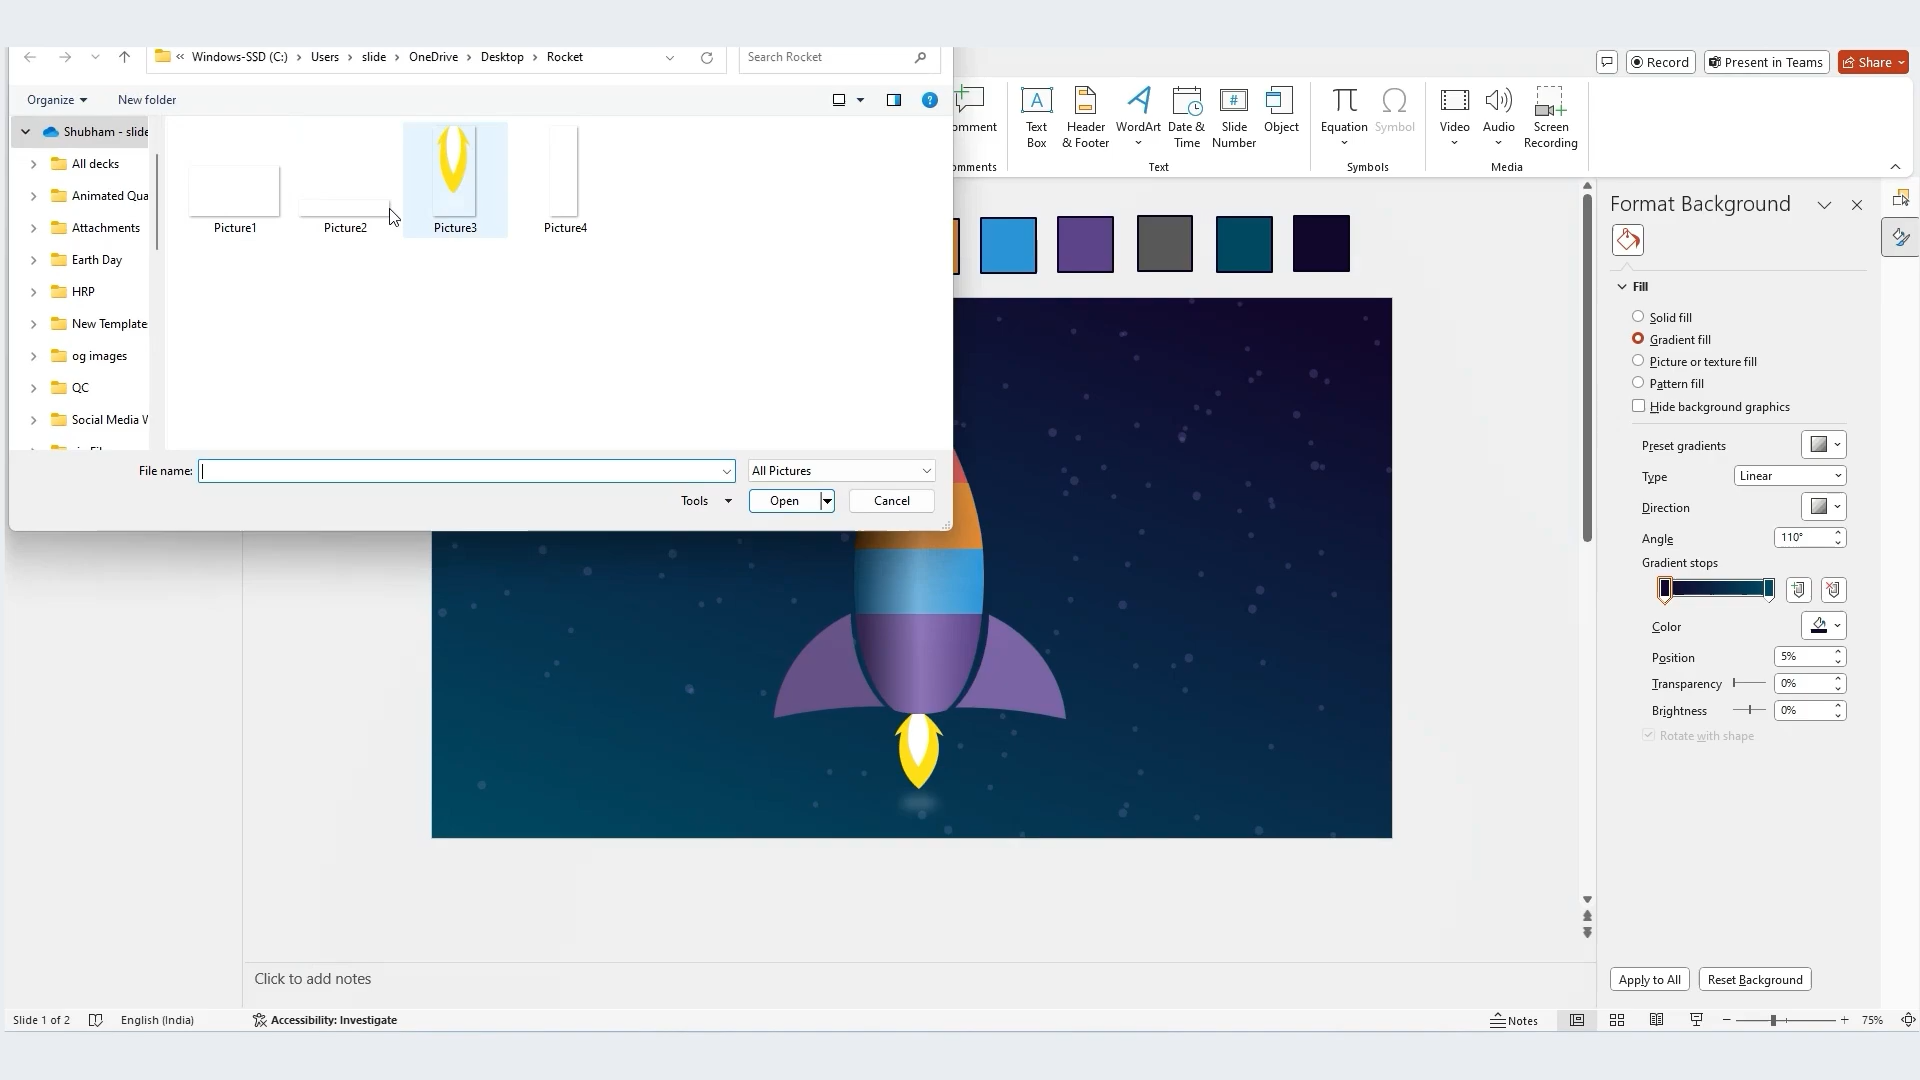 Windows-SSD (C:) Users slide OneDrive Desktop Rocket
Search Rocket
Organize
New folder
Shubham - slide
All decks
Animated Qua
Attachments
Earth Day
HRP
New Template
og images
QC
Social Media
Picture1
Picture2
Picture3
Picture4
File name:
All Pictures
Tools
Open
Cancel
Record
Present in Teams
Share
omment
Text Box
Header & Footer
WordArt
Date & Time
Slide Number
Object
Equation
Symbol
Video
Audio
Screen Recording
omments
Text
Symbols
Media
Format Background
Fill
Solid fill
Gradient fill
Picture or texture fill
Pattern fill
Hide background graphics
Preset gradients
Type
Linear
Direction
Angle
110°
Gradient stops
Color
Position
5%
Transparency
0%
Brightness
0%
Rotate with shape
Apply to All
Reset Background
Click to add notes
Slide 1 of 2
English (India)
Accessibility: Investigate
Notes
75%